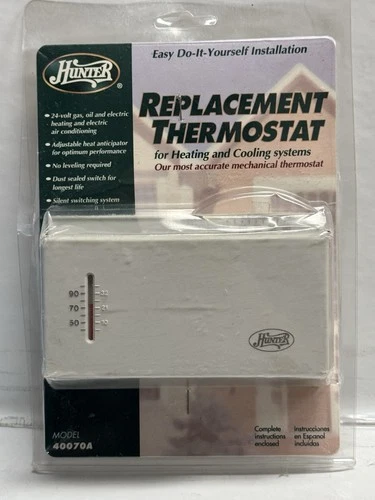 HUNTER®
Easy Do-It-Yourself Installation
REPLACEMENT
THERMOSTAT
for Heating and Cooling systems
Our most accurate mechanical thermostat
• 24-volt gas, oil and electric
heating and electric
air conditioning
• Adjustable heat anticipator
for optimum performance
• No leveling required
• Dust sealed switch for
longest life
• Silent switching system
90
70
50
HUNTER
MODEL
40070A
Complete
instructions
enclosed
instrucciones
en Español
incluidas